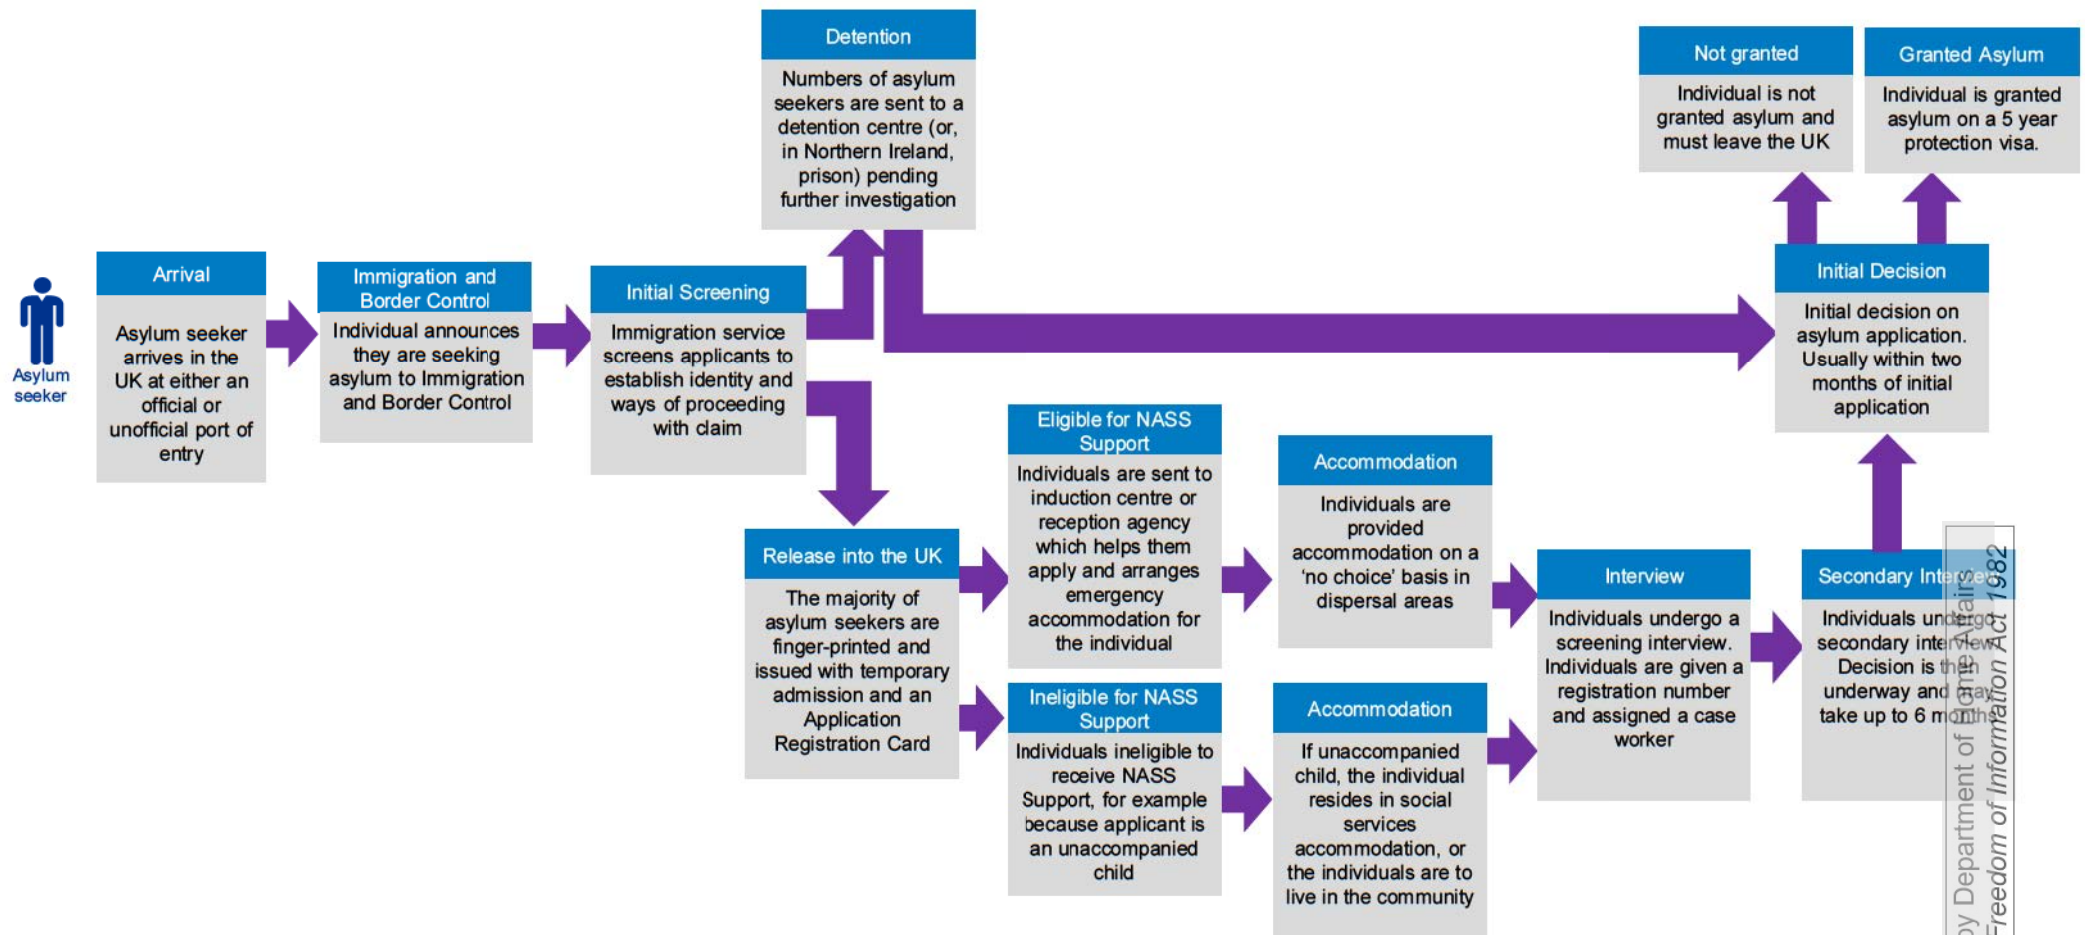 Asylum
seeker
Arrival
Asylum seeker
arrives in the
UK at either an
official or
unofficial port of
entry
Immigration and
Border Control
Individual announces
they are seeking
asylum to Immigration
and Border Control
Initial Screening
Immigration service
screens applicants to
establish identity and
ways of proceeding
with claim
Detention
Numbers of asylum
seekers are sent to a
detention centre (or,
in Northern Ireland,
prison) pending
further investigation
Release into the UK
The majority of
asylum seekers are
finger-printed and
issued with temporary
admission and an
Application
Registration Card
Eligible for NASS
Support
Individuals are sent to
induction centre or
reception agency
which helps them
apply and arranges
emergency
accommodation for
the individual
Ineligible for NASS
Support
Individuals ineligible to
receive NASS
Support, for example
because applicant is
an unaccompanied
child
Accommodation
Individuals are
provided
accommodation on a
‘no choice’ basis in
dispersal areas
Accommodation
If unaccompanied
child, the individual
resides in social
services
accommodation, or
the individuals are to
live in the community
Interview
Individuals undergo a
screening interview.
Individuals are given a
registration number
and assigned a case
worker
Secondary Interview
Individuals undergo
secondary interview.
Decision is then
underway and may
take up to 6 months
Initial Decision
Initial decision on
asylum application.
Usually within two
months of initial
application
Not granted
Individual is not
granted asylum and
must leave the UK
Granted Asylum
Individual is granted
asylum on a 5 year
protection visa.
by Department of Home Affairs
Freedom of Information Act 1982